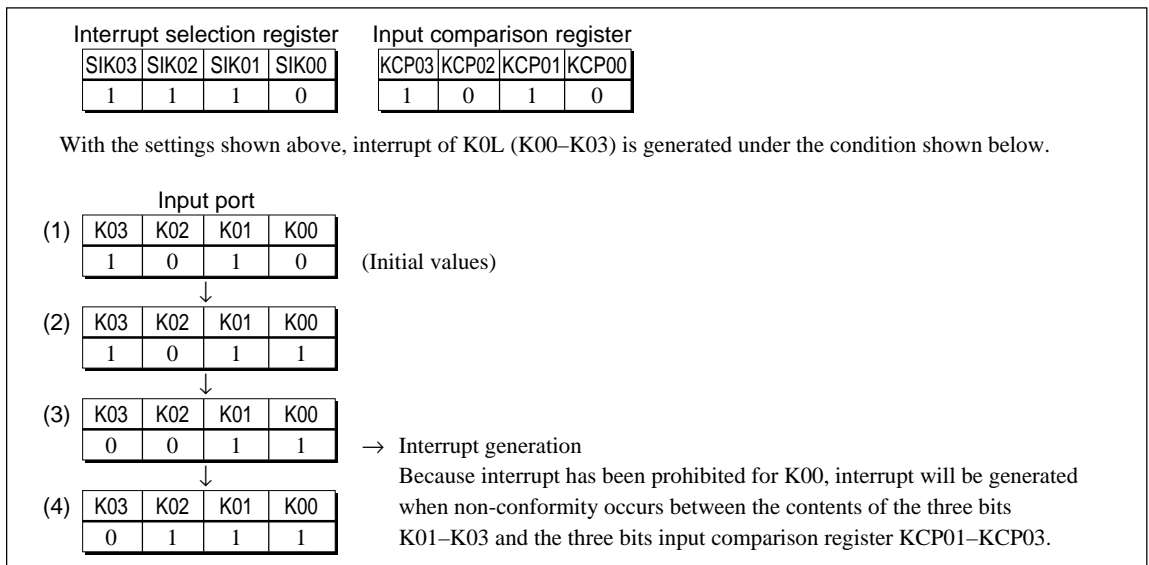 Interrupt selection register Input comparison register
SIK03 SIK02 SIK01 SIK00 KCP03 KCP02 KCP01 KCP00
1 1 1 0 1 0 1 0
With the settings shown above, interrupt of K0L (K00–K03) is generated under the condition shown below.
Input port
(1) K03 K02 K01 K00
1 0 1 0 (Initial values)
↓
(2) K03 K02 K01 K00
1 0 1 1
↓
(3) K03 K02 K01 K00
0 0 1 1 → Interrupt generation
↓ Because interrupt has been prohibited for K00, interrupt will be generated
(4) K03 K02 K01 K00 when non-conformity occurs between the contents of the three bits
0 1 1 1 K01–K03 and the three bits input comparison register KCP01–KCP03.